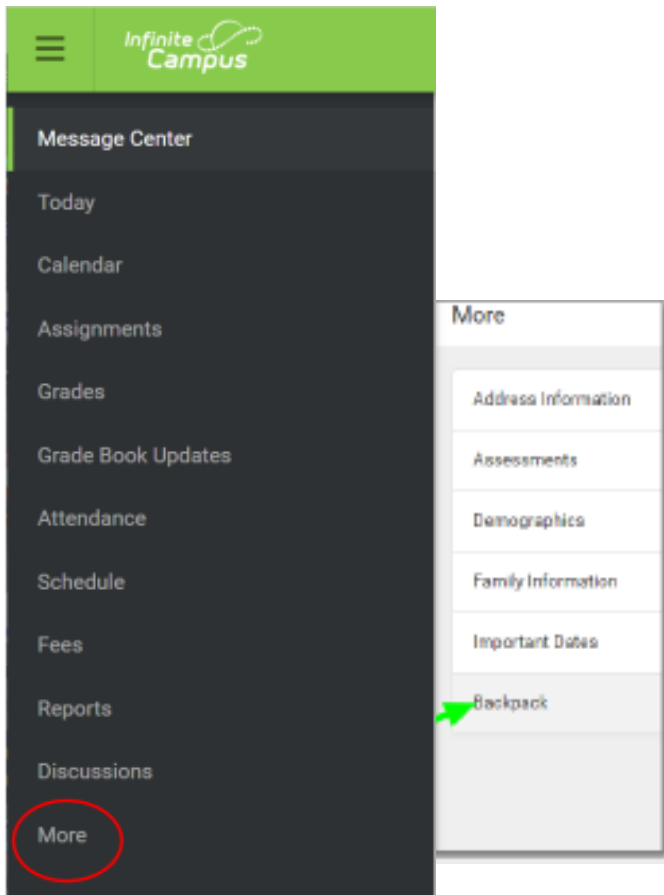 Infinite
Campus
Message Center
Today
Calendar
Assignments
Grades
Grade Book Updates
Attendance
Schedule
Fees
Reports
Discussions
More
More
Address Information
Assessments
Demographics
Family Information
Important Dates
Backpack